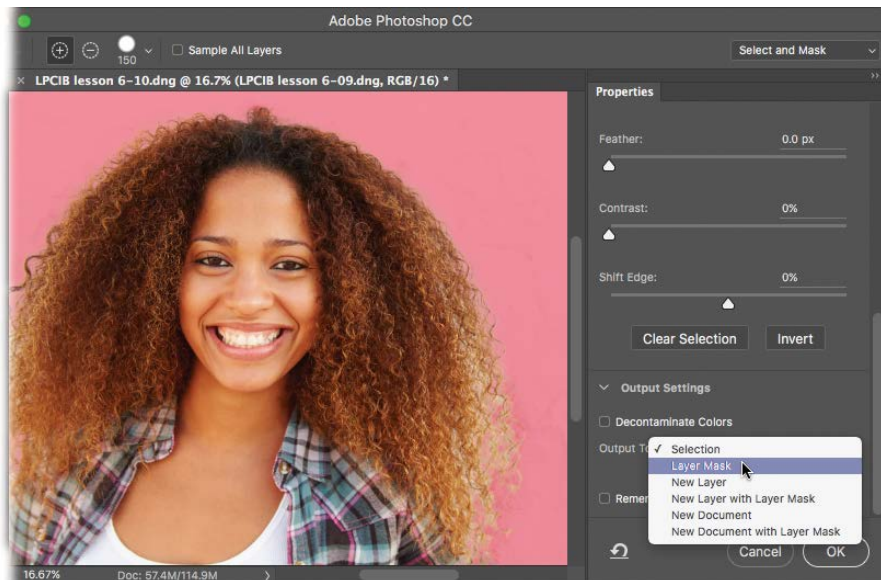 Adobe Photoshop CC
150
Sample All Layers
Select and Mask
× LPCIB lesson 6-10.dng @ 16.7% (LPCIB lesson 6-09.dng, RGB/16) *
Properties
Feather: 0.0 px
Contrast: 0%
Shift Edge: 0%
Clear Selection Invert
Output Settings
Decontaminate Colors
Output T
✓ Selection
Layer Mask
New Layer
New Layer with Layer Mask
Remem
New Document
New Document with Layer Mask
Cancel OK
16.67% Doc: 57.4M/114.9M